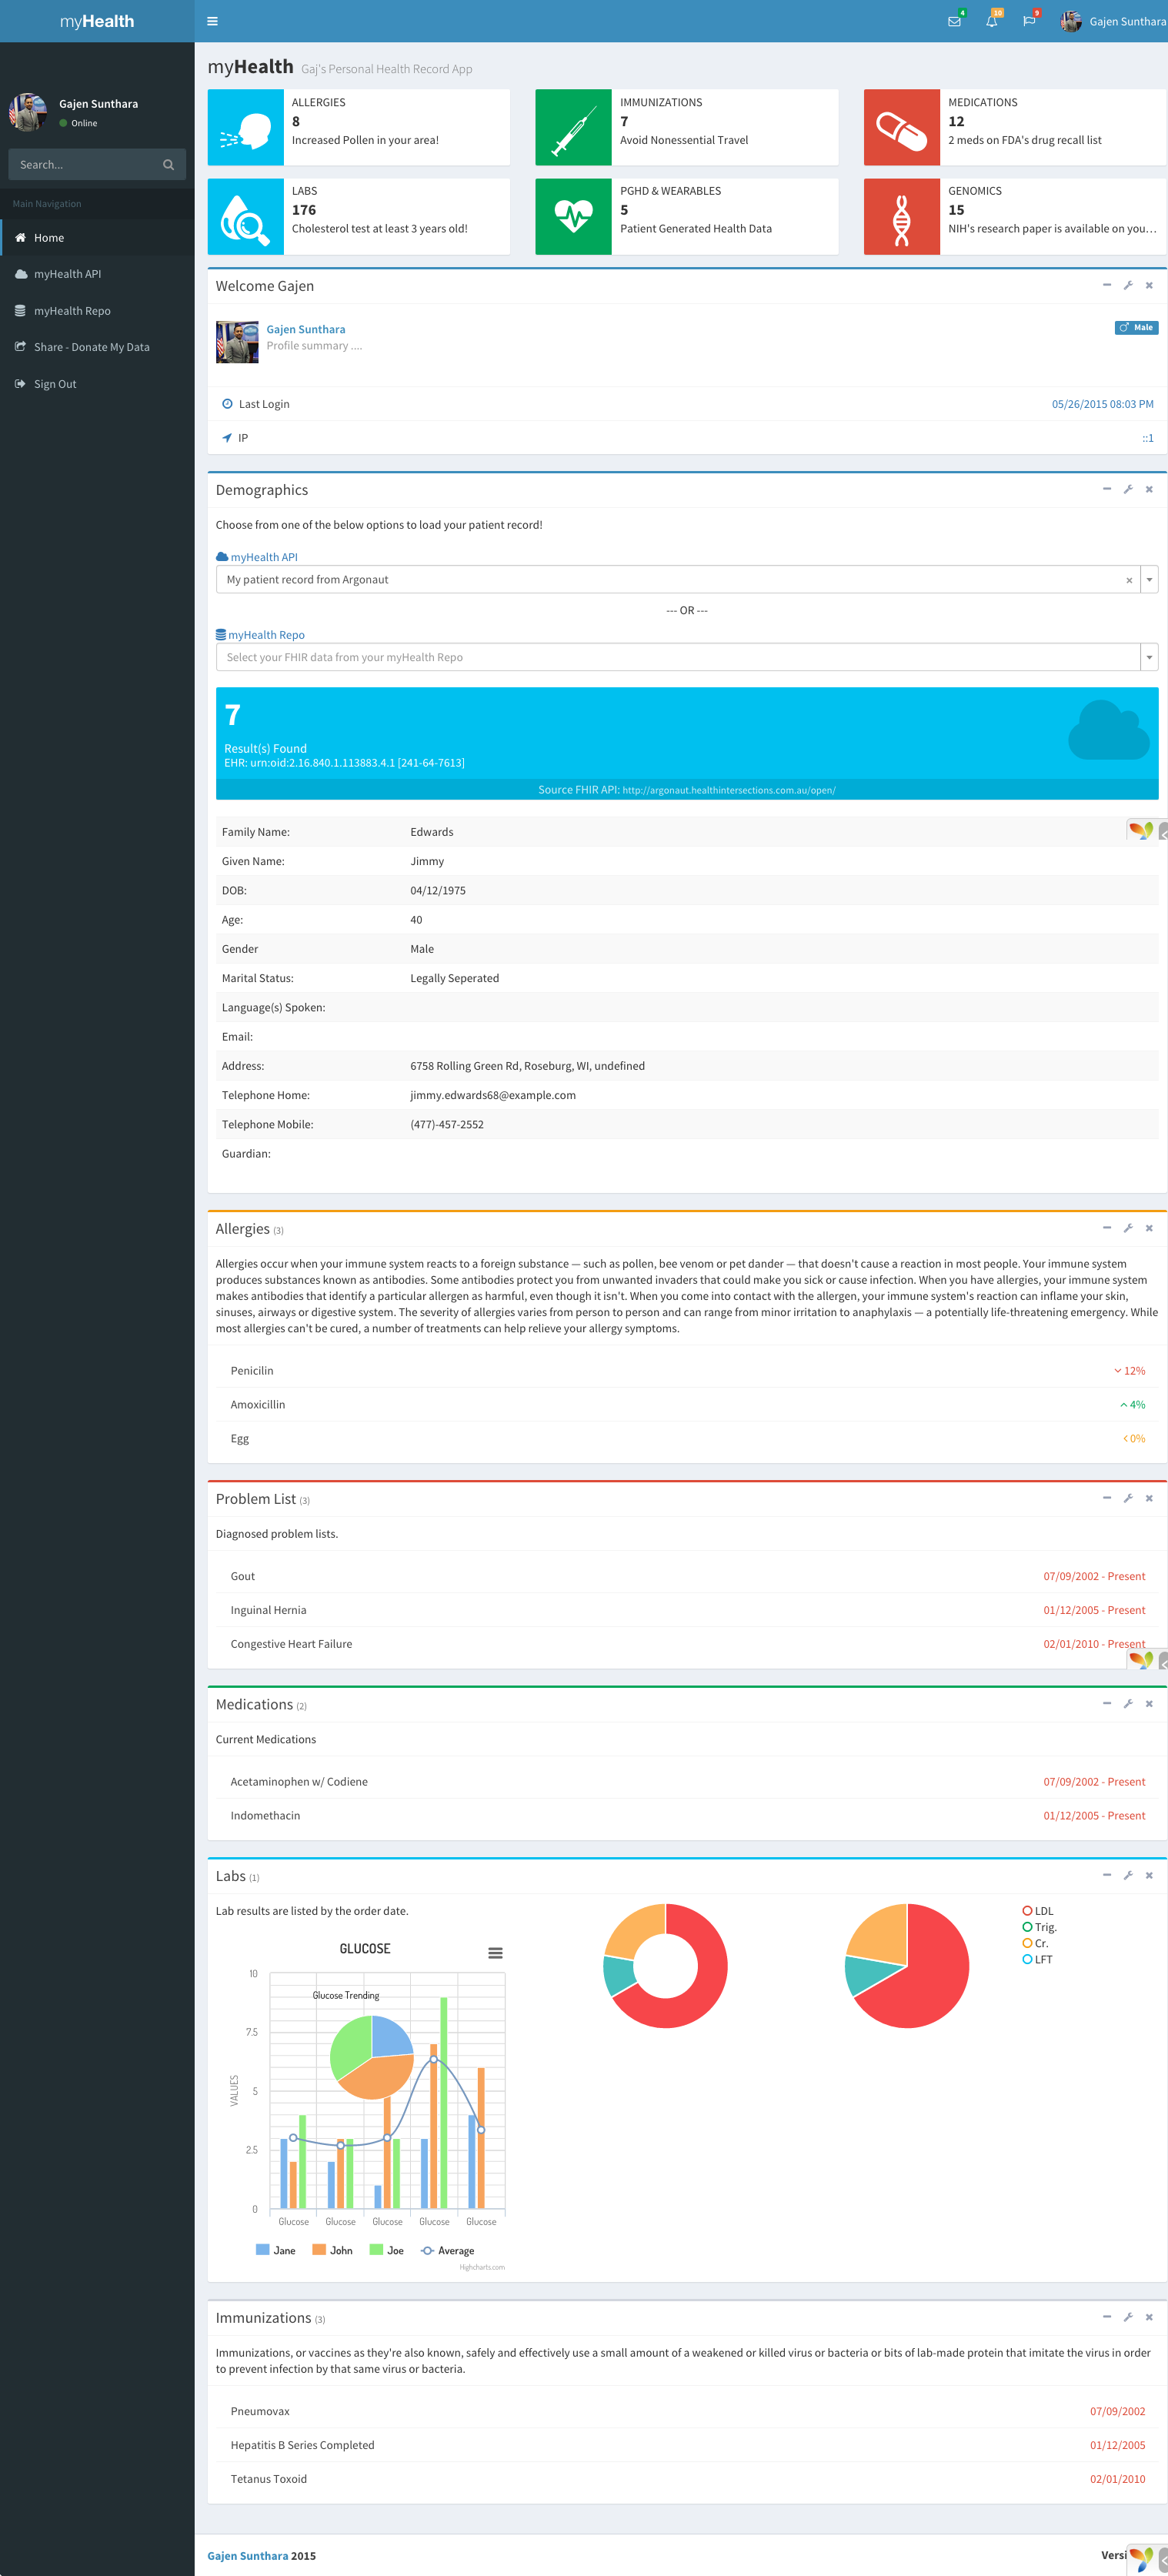 myHealth
4
10
9
Gajen Sunthara
Gajen Sunthara
Online
Search...
Main Navigation
Home
myHealth API
myHealth Repo
Share - Donate My Data
Sign Out
myHealth Gaj's Personal Health Record App
ALLERGIES
8
Increased Pollen in your area!
IMMUNIZATIONS
7
Avoid Nonessential Travel
MEDICATIONS
12
2 meds on FDA's drug recall list
LABS
176
Cholesterol test at least 3 years old!
PGHD & WEARABLES
5
Patient Generated Health Data
GENOMICS
15
NIH's research paper is available on you...
Welcome Gajen
Gajen Sunthara
Profile summary ....
Male
Last Login 05/26/2015 08:03 PM
IP ::1
Demographics
Choose from one of the below options to load your patient record!
myHealth API
My patient record from Argonaut
--- OR ---
myHealth Repo
Select your FHIR data from your myHealth Repo
7
Result(s) Found
EHR: urn:oid:2.16.840.1.113883.4.1 [241-64-7613]
Source FHIR API: http://argonaut.healthintersections.com.au/open/
Family Name: Edwards
Given Name: Jimmy
DOB: 04/12/1975
Age: 40
Gender Male
Marital Status: Legally Seperated
Language(s) Spoken:
Email:
Address: 6758 Rolling Green Rd, Roseburg, WI, undefined
Telephone Home: jimmy.edwards68@example.com
Telephone Mobile: (477)-457-2552
Guardian:
Allergies (3)
Allergies occur when your immune system reacts to a foreign substance — such as pollen, bee venom or pet dander — that doesn't cause a reaction in most people. Your immune system
produces substances known as antibodies. Some antibodies protect you from unwanted invaders that could make you sick or cause infection. When you have allergies, your immune system
makes antibodies that identify a particular allergen as harmful, even though it isn't. When you come into contact with the allergen, your immune system's reaction can inflame your skin,
sinuses, airways or digestive system. The severity of allergies varies from person to person and can range from minor irritation to anaphylaxis — a potentially life-threatening emergency. While
most allergies can't be cured, a number of treatments can help relieve your allergy symptoms.
Penicilin 12%
Amoxicillin 4%
Egg 0%
Problem List (3)
Diagnosed problem lists.
Gout 07/09/2002 - Present
Inguinal Hernia 01/12/2005 - Present
Congestive Heart Failure 02/01/2010 - Present
Medications (2)
Current Medications
Acetaminophen w/ Codiene 07/09/2002 - Present
Indomethacin 01/12/2005 - Present
Labs (1)
Lab results are listed by the order date.
GLUCOSE
Glucose Trending
VALUES
10
7.5
5
2.5
0
Glucose Glucose Glucose Glucose Glucose
Jane John Joe Average
Highcharts.com
LDL
Trig.
Cr.
LFT
Immunizations (3)
Immunizations, or vaccines as they're also known, safely and effectively use a small amount of a weakened or killed virus or bacteria or bits of lab-made protein that imitate the virus in order
to prevent infection by that same virus or bacteria.
Pneumovax 07/09/2002
Hepatitis B Series Completed 01/12/2005
Tetanus Toxoid 02/01/2010
Gajen Sunthara 2015
Versi